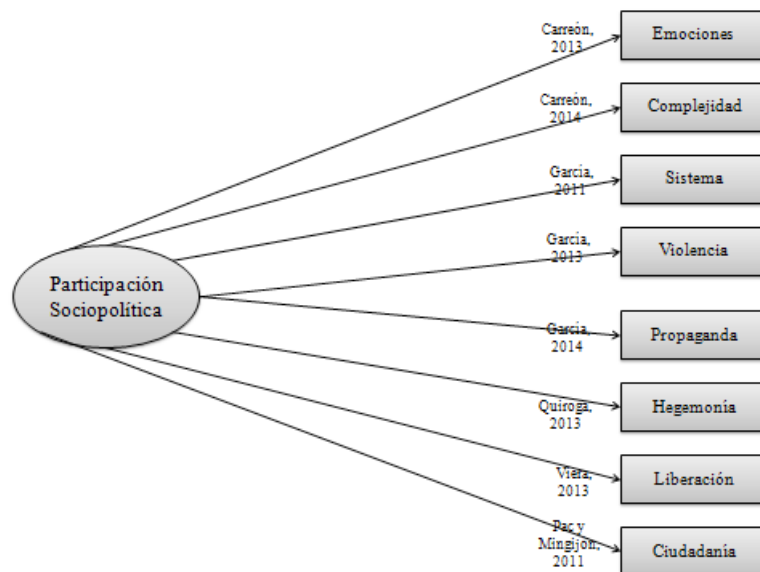 Carreón,
2013
Emociones
Carreón,
2014
Complejidad
García,
2011
Sistema
García,
2013
Violencia
Participación
Sociopolítica
García,
2014
Propaganda
Quiroga,
2013
Hegemonía
Viera,
2013
Liberación
Pac y
Mingijón,
2011
Ciudadanía